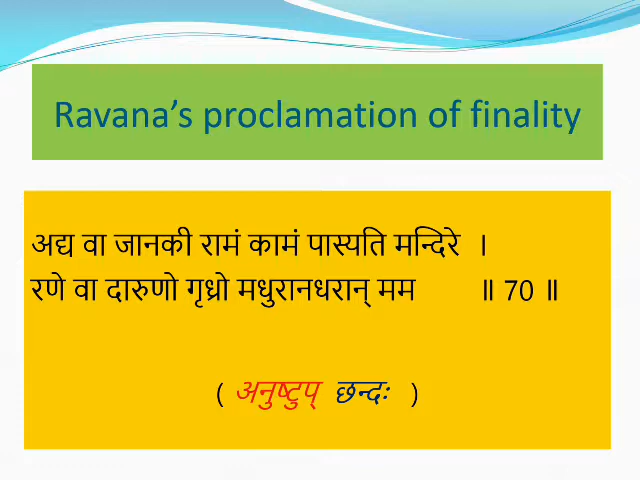 Ravana’s proclamation of finality
अद्य वा जानकी रामं कामं पास्यति मन्दिरे ।
रणे वा दारुणो गृध्रो मधुरानधरान् मम ॥ 70 ॥
( अनुष्टुप् छन्दः )